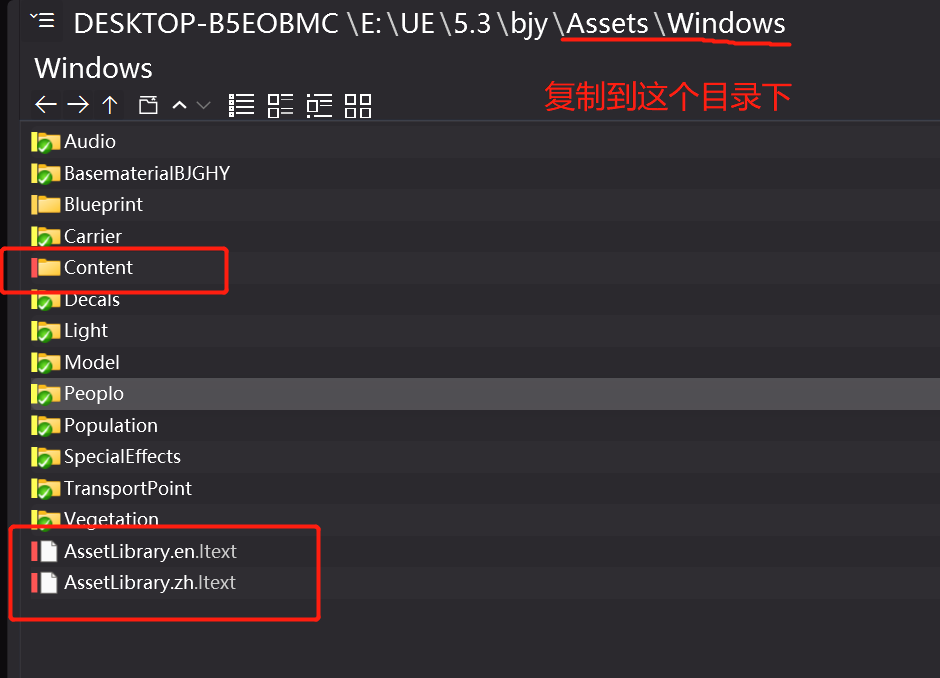 DESKTOP-B5EOBMC \E: \UE \5.3 \bjy \Assets \Windows
Windows
复制到这个目录下
Audio
BasematerialBJGHY
Blueprint
Carrier
Content
Decals
Light
Model
Peoplo
Population
SpecialEffects
TransportPoint
Vegetation
AssetLibrary.en.ltext
AssetLibrary.zh.ltext